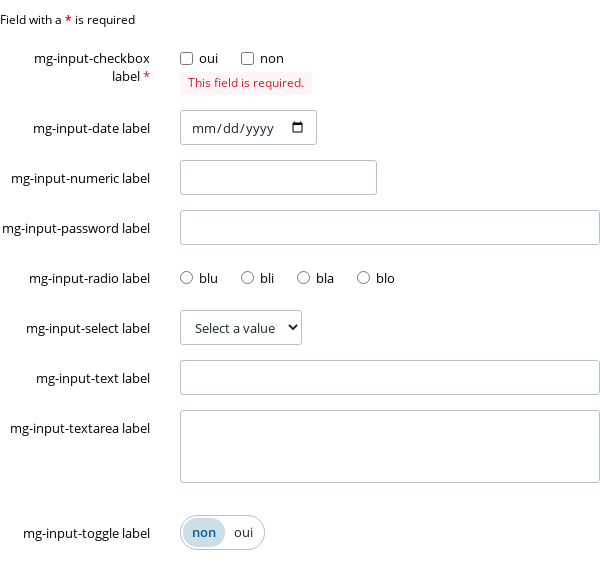 Field with a * is required
mg-input-checkbox label *
oui
non
This field is required.
mg-input-date label
mm/dd/yyyy
mg-input-numeric label
mg-input-password label
mg-input-radio label
blu
bli
bla
blo
mg-input-select label
Select a value
mg-input-text label
mg-input-textarea label
mg-input-toggle label
non
oui